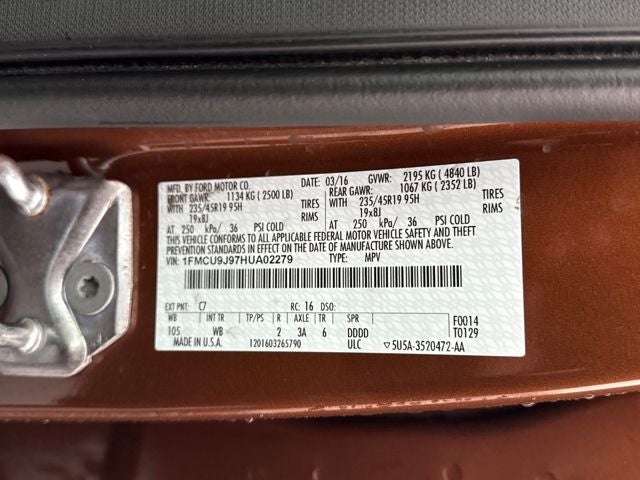 MFD. BY FORD MOTOR CO. DATE: 03/16 GVWR: 2195 KG ( 4840 LB)
FRONT GAWR: 1134 KG ( 2500 LB) REAR GAWR: 1067 KG ( 2352 LB)
WITH 235/45R19 95H TIRES WITH 235/45R19 95H TIRES
19x8J RIMS 19x8J RIMS
AT 250 kPa/ 36 PSI COLD AT 250 kPa/ 36 PSI COLD
THIS VEHICLE CONFORMS TO ALL APPLICABLE FEDERAL MOTOR VEHICLE SAFETY AND THEFT
PREVENTION STANDARDS IN EFFECT ON THE DATE OF MANUFACTURE SHOWN ABOVE.
VIN: 1FMCU9J97HUA02279 TYPE: MPV
EXT PNT: C7 RC: 16 DSO:
WB INT TR TP/PS R AXLE TR SPR F0014
105 WB 2 3A 6 DDDD T0129
MADE IN U.S.A. 1201603265790 ULC ▽5U5A-3520472-AA